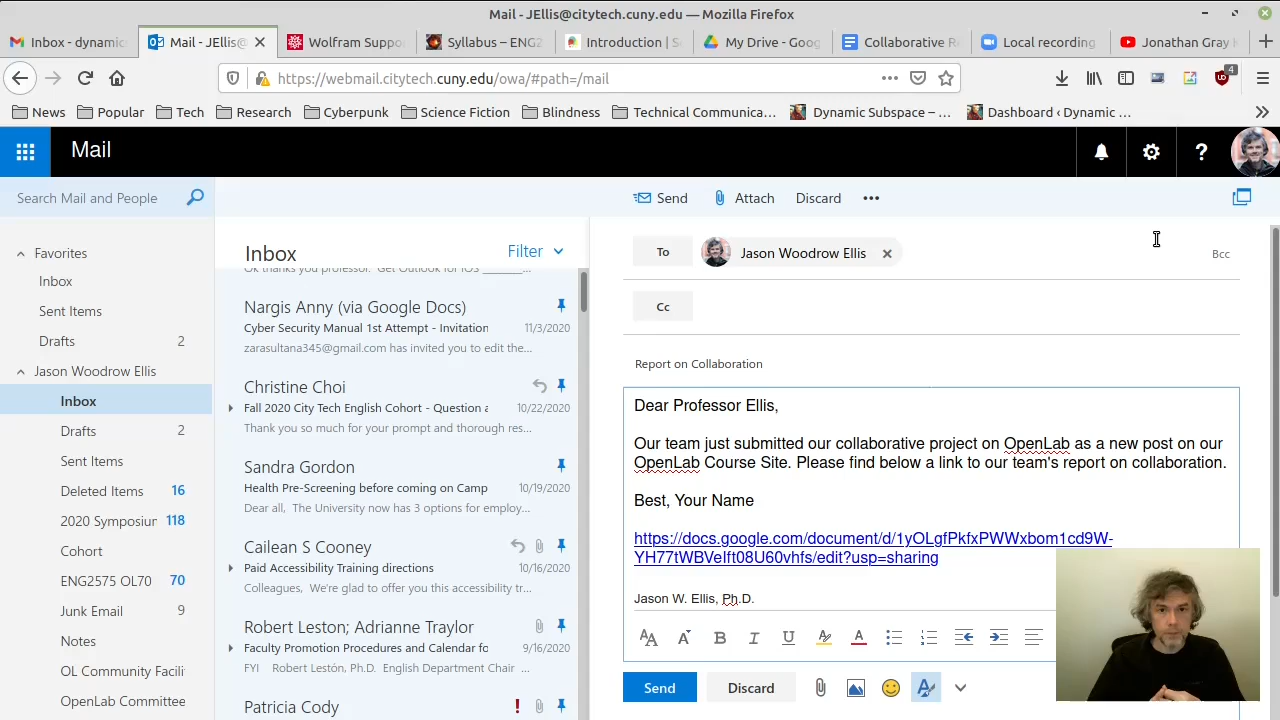 Mail - JEllis@citytech.cuny.edu — Mozilla Firefox
Inbox - dynamic
Mail - JEllis@
Wolfram Suppo
Syllabus – ENG2
Introduction | S
My Drive - Goog
Collaborative R
Local recording
Jonathan Gray
https://webmail.citytech.cuny.edu/owa/#path=/mail
4
News
Popular
Tech
Research
Cyberpunk
Science Fiction
Blindness
Technical Communica…
Dynamic Subspace – …
Dashboard ‹ Dynamic …
Mail
Search Mail and People
Send
Attach
Discard
Favorites
Inbox
Sent Items
Drafts 2
Jason Woodrow Ellis
Inbox
Drafts 2
Sent Items
Deleted Items 16
2020 Symposiur 118
Cohort
ENG2575 OL70 70
Junk Email 9
Notes
OL Community Facili
OpenLab Committee
Inbox
Filter
Ok thanks you professor. Get Outlook for iOS
Nargis Anny (via Google Docs)
Cyber Security Manual 1st Attempt - Invitation 11/3/2020
zarasultana345@gmail.com has invited you to edit the...
Christine Choi
Fall 2020 City Tech English Cohort - Question a 10/22/2020
Thank you so much for your prompt and thorough res...
Sandra Gordon
Health Pre-Screening before coming on Camp 10/19/2020
Dear all, The University now has 3 options for employ...
Cailean S Cooney
Paid Accessibility Training directions 10/16/2020
Colleagues, We're glad to offer you this accessibility tr...
Robert Leston; Adrianne Traylor
Faculty Promotion Procedures and Calendar fo 9/16/2020
FYI Robert Lestón, Ph.D. English Department Chair ...
Patricia Cody
To
Jason Woodrow Ellis
Bcc
Cc
Report on Collaboration
Dear Professor Ellis,
Our team just submitted our collaborative project on OpenLab as a new post on our
OpenLab Course Site. Please find below a link to our team's report on collaboration.
Best, Your Name
https://docs.google.com/document/d/1yOLgfPkfxPWWxbom1cd9W-
YH77tWBVeIft08U60vhfs/edit?usp=sharing
Jason W. Ellis, Ph.D.
Send
Discard